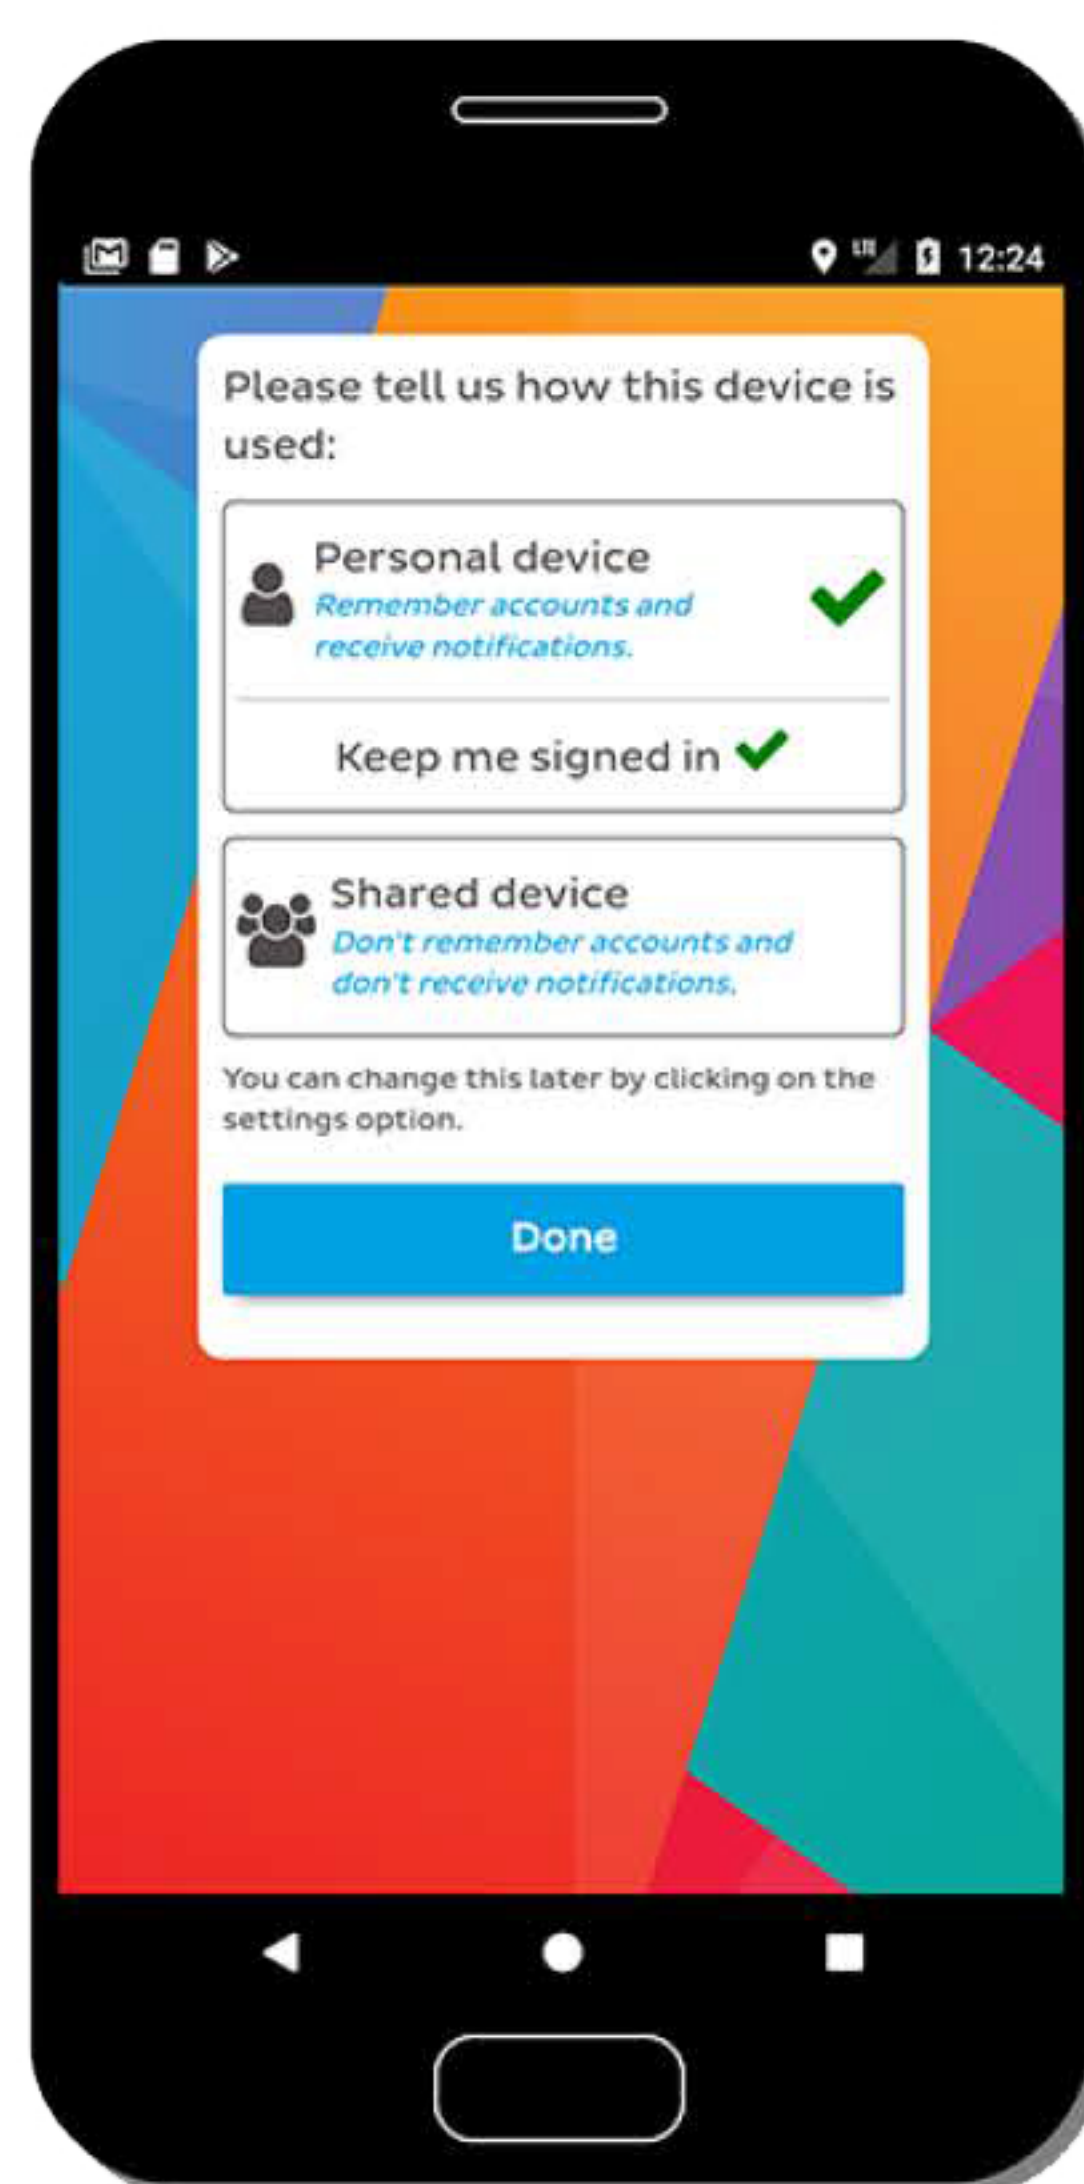 LTE 12:24
Please tell us how this device is
used:
Personal device
Remember accounts and
receive notifications.
Keep me signed in
Shared device
Don't remember accounts and
don't receive notifications.
You can change this later by clicking on the
settings option.
Done